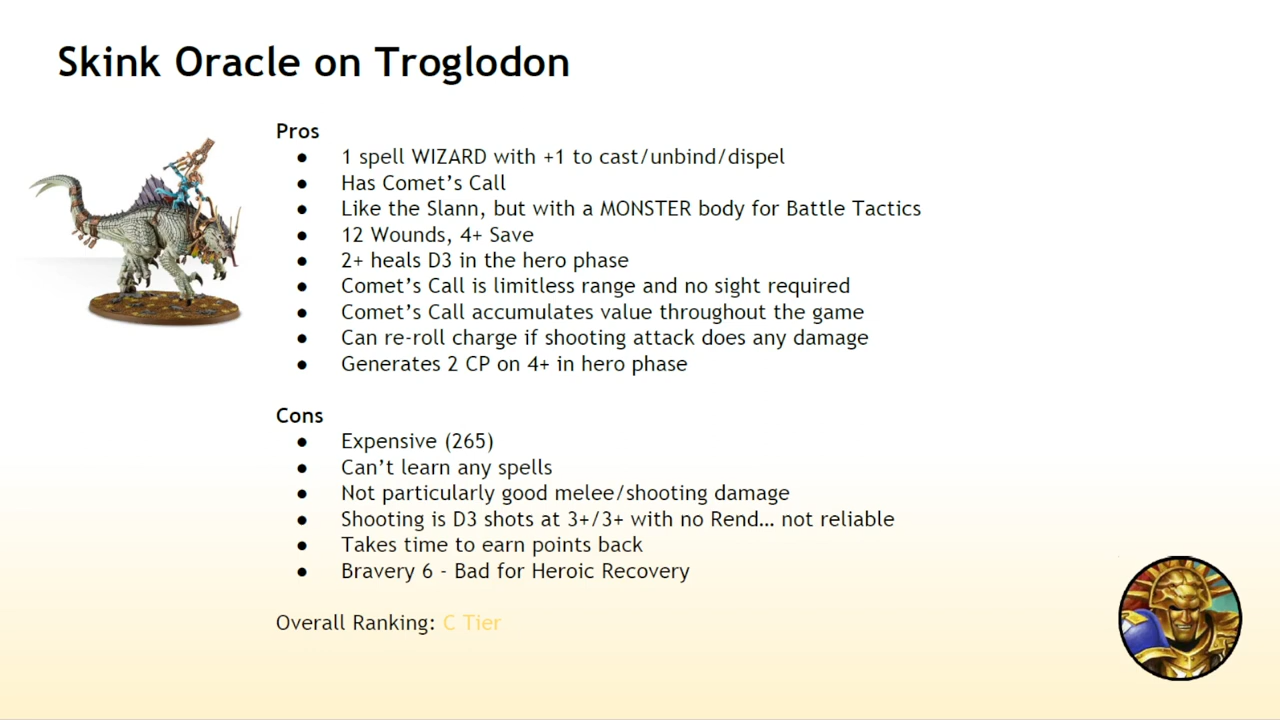 Skink Oracle on Troglodon
Pros
● 1 spell WIZARD with +1 to cast/unbind/dispel
● Has Comet’s Call
● Like the Slann, but with a MONSTER body for Battle Tactics
● 12 Wounds, 4+ Save
● 2+ heals D3 in the hero phase
● Comet’s Call is limitless range and no sight required
● Comet’s Call accumulates value throughout the game
● Can re-roll charge if shooting attack does any damage
● Generates 2 CP on 4+ in hero phase
Cons
● Expensive (265)
● Can’t learn any spells
● Not particularly good melee/shooting damage
● Shooting is D3 shots at 3+/3+ with no Rend… not reliable
● Takes time to earn points back
● Bravery 6 - Bad for Heroic Recovery
Overall Ranking: C Tier